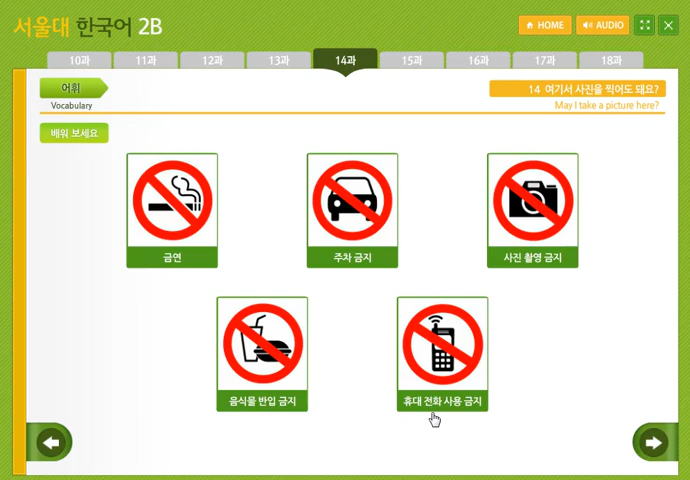 서울대 한국어 2B
HOME
AUDIO
10과 11과 12과 13과 14과 15과 16과 17과 18과
어휘
Vocabulary
14 여기서 사진을 찍어도 돼요?
May I take a picture here?
배워 보세요
금연
주차 금지
사진 촬영 금지
음식물 반입 금지
휴대 전화 사용 금지